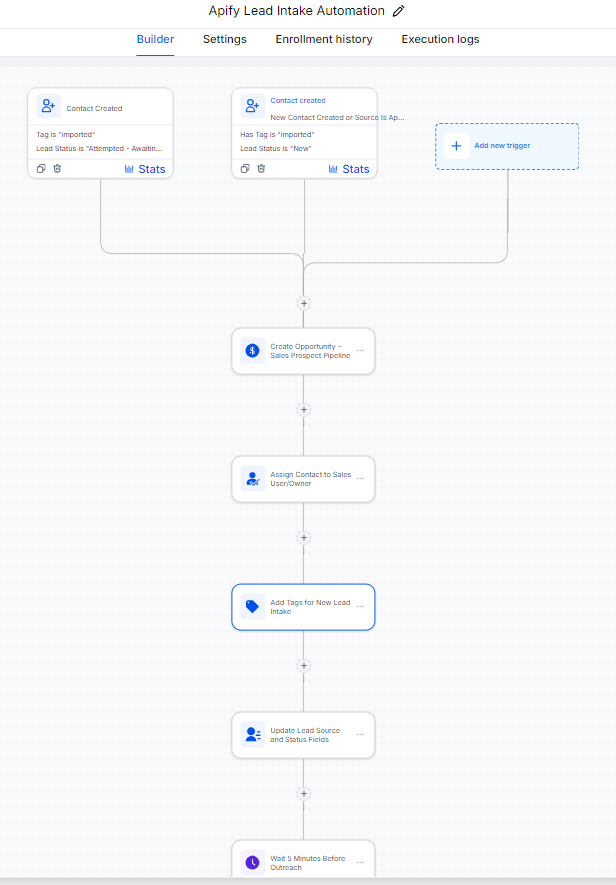 Apify Lead Intake Automation
Builder Settings Enrollment history Execution logs
Contact Created
Tag is "imported"
Lead Status is "Attempted - Awaitin...
Stats
Contact created
New Contact Created or Source Is Ap...
Has Tag is "imported"
Lead Status is "New"
Stats
Add new trigger
Create Opportunity -
Sales Prospect Pipeline
Assign Contact to Sales
User/Owner
Add Tags for New Lead
Intake
Update Lead Source
and Status Fields
Wait 5 Minutes Before
Outreach